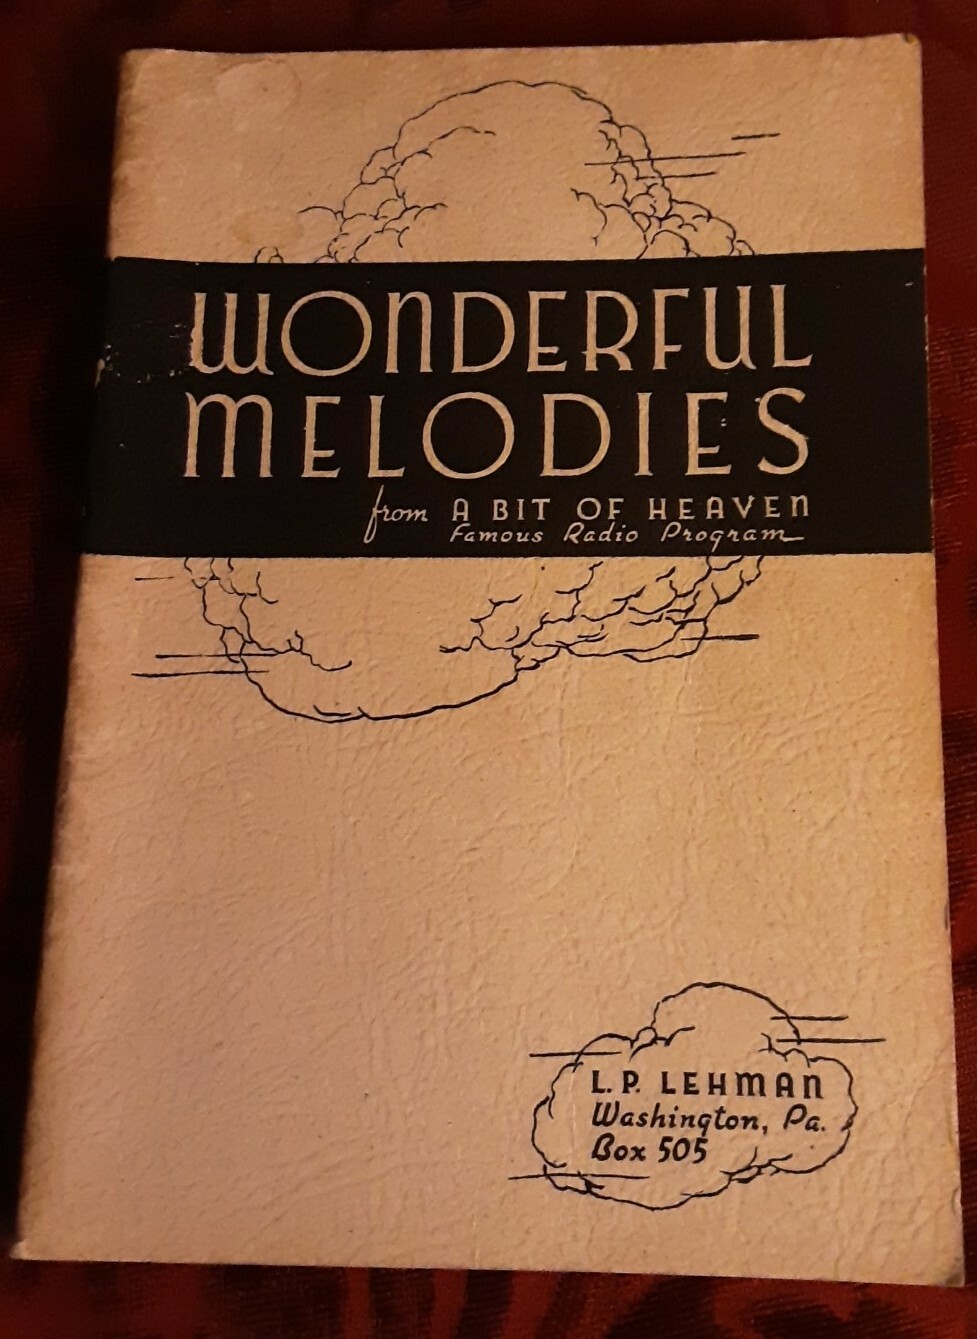 WONDERFUL
MELODIES
from A BIT OF HEAVEN
Famous Radio Program
L. P. LEHMAN
Washington, Pa.
Box 505